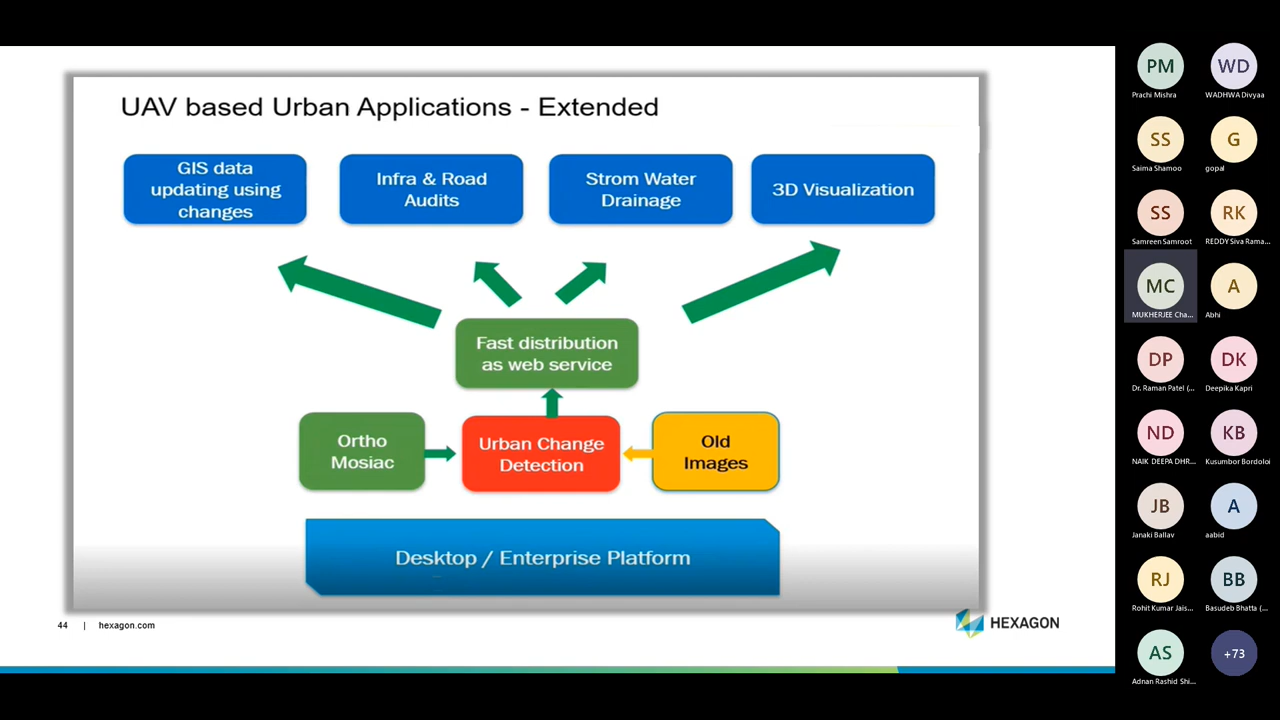 UAV based Urban Applications - Extended
GIS data
updating using
changes
Infra & Road
Audits
Strom Water
Drainage
3D Visualization
Fast distribution
as web service
Ortho
Mosiac
Urban Change
Detection
Old
Images
Desktop / Enterprise Platform
44 | hexagon.com
HEXAGON
PM
Prachi Mishra
WD
WADHWA Divyaa
SS
Saima Shamoo
G
gopal
SS
Samreen Samroot
RK
REDDY Siva Rama...
MC
MUKHERJEE Cha...
A
Abhi
DP
Dr. Raman Patel (...
DK
Deepika Kapri
ND
NAIK DEEPA DHR...
KB
Kusumbor Bordoloi
JB
Janaki Ballav
A
aabid
RJ
Rohit Kumar Jais...
BB
Basudeb Bhatta (...
AS
Adnan Rashid Shi...
+73